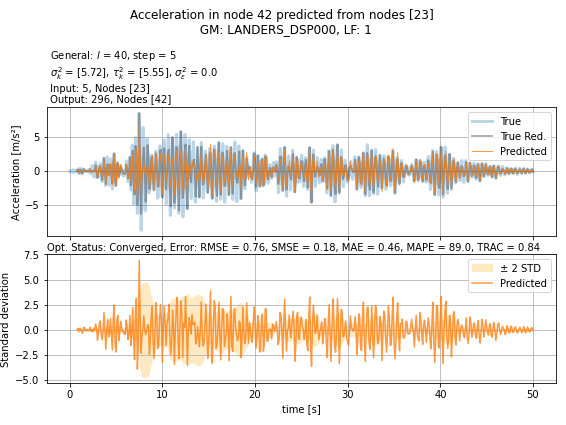 Acceleration in node 42 predicted from nodes [23]
GM: LANDERS_DSP000, LF: 1
General: l = 40, step = 5
σ²ₖ = [5.72], τ²ₖ = [5.55], σ²ε = 0.0
Input: 5, Nodes [23]
Output: 296, Nodes [42]
Acceleration [m/s²]
5
0
−5
True
True Red.
Predicted
Opt. Status: Converged, Error: RMSE = 0.76, SMSE = 0.18, MAE = 0.46, MAPE = 89.0, TRAC = 0.84
Standard deviation
7.5
5.0
2.5
0.0
−2.5
−5.0
± 2 STD
Predicted
0 10 20 30 40 50
time [s]